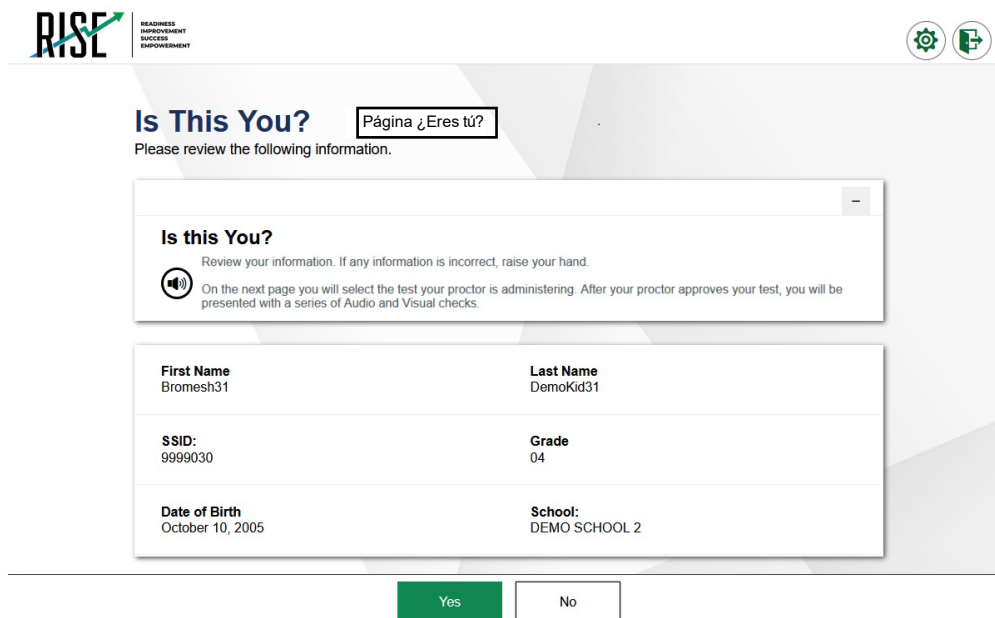 RISE
READINESS
IMPROVEMENT
SUCCESS
EMPOWERMENT
Is This You?
Página ¿Eres tú?
Please review the following information.
Is this You?
Review your information. If any information is incorrect, raise your hand.
On the next page you will select the test your proctor is administering. After your proctor approves your test, you will be
presented with a series of Audio and Visual checks.
First Name
Bromesh31
Last Name
DemoKid31
SSID:
9999030
Grade
04
Date of Birth
October 10, 2005
School:
DEMO SCHOOL 2
Yes
No